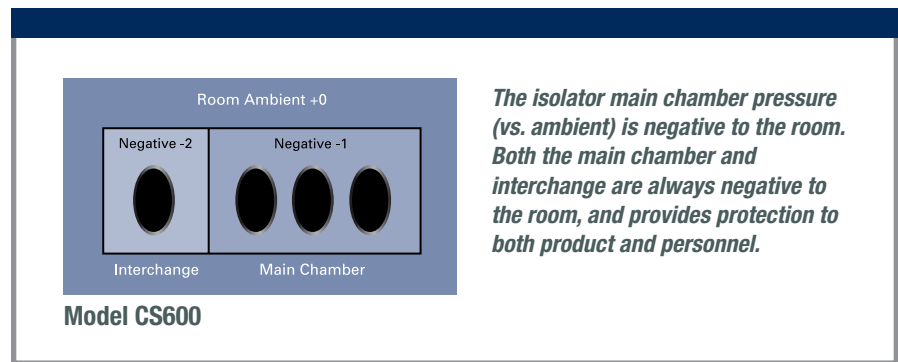 Room Ambient +0
Negative -2
Negative -1
Interchange
Main Chamber
Model CS600
The isolator main chamber pressure
(vs. ambient) is negative to the room.
Both the main chamber and
interchange are always negative to
the room, and provides protection to
both product and personnel.